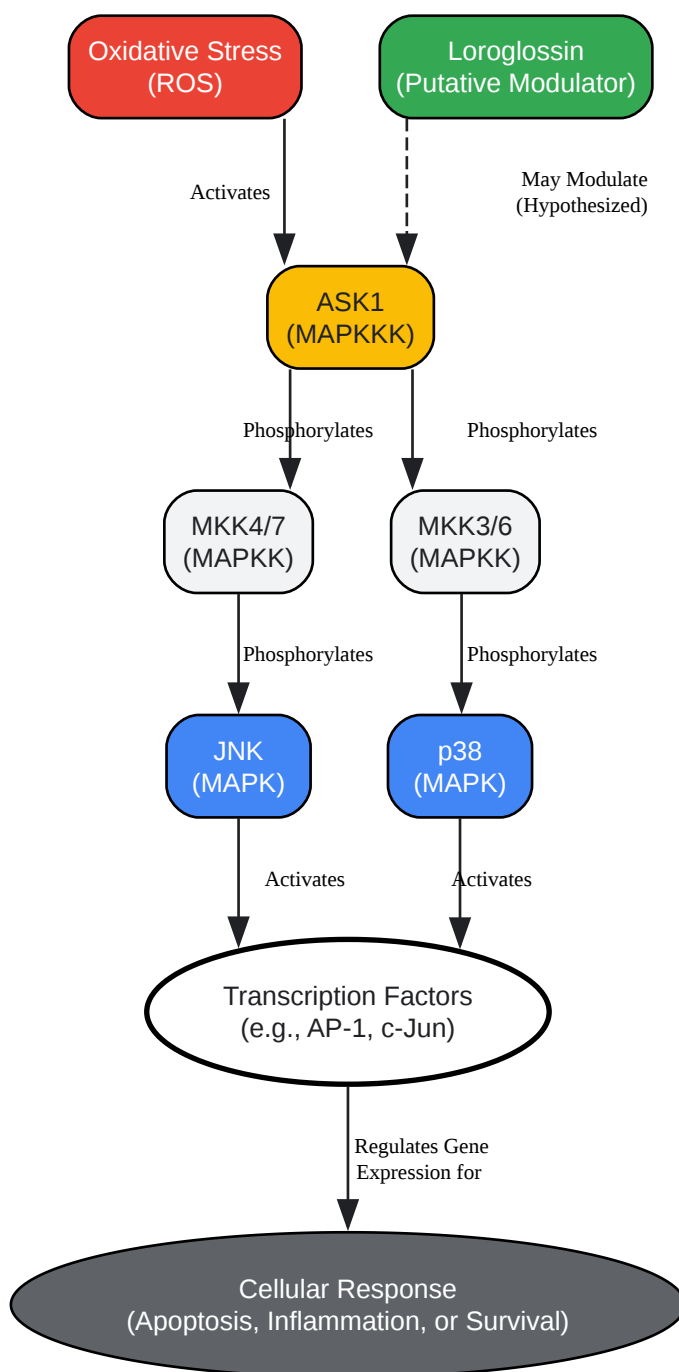 Oxidative Stress
(ROS)
Loroglossin
(Putative Modulator)
Activates
May Modulate
(Hypothesized)
ASK1
(MAPKKK)
Phosphorylates
Phosphorylates
MKK4/7
(MAPKK)
MKK3/6
(MAPKK)
Phosphorylates
Phosphorylates
JNK
(MAPK)
p38
(MAPK)
Activates
Activates
Transcription Factors
(e.g., AP-1, c-Jun)
Regulates Gene
Expression for
Cellular Response
(Apoptosis, Inflammation, or Survival)